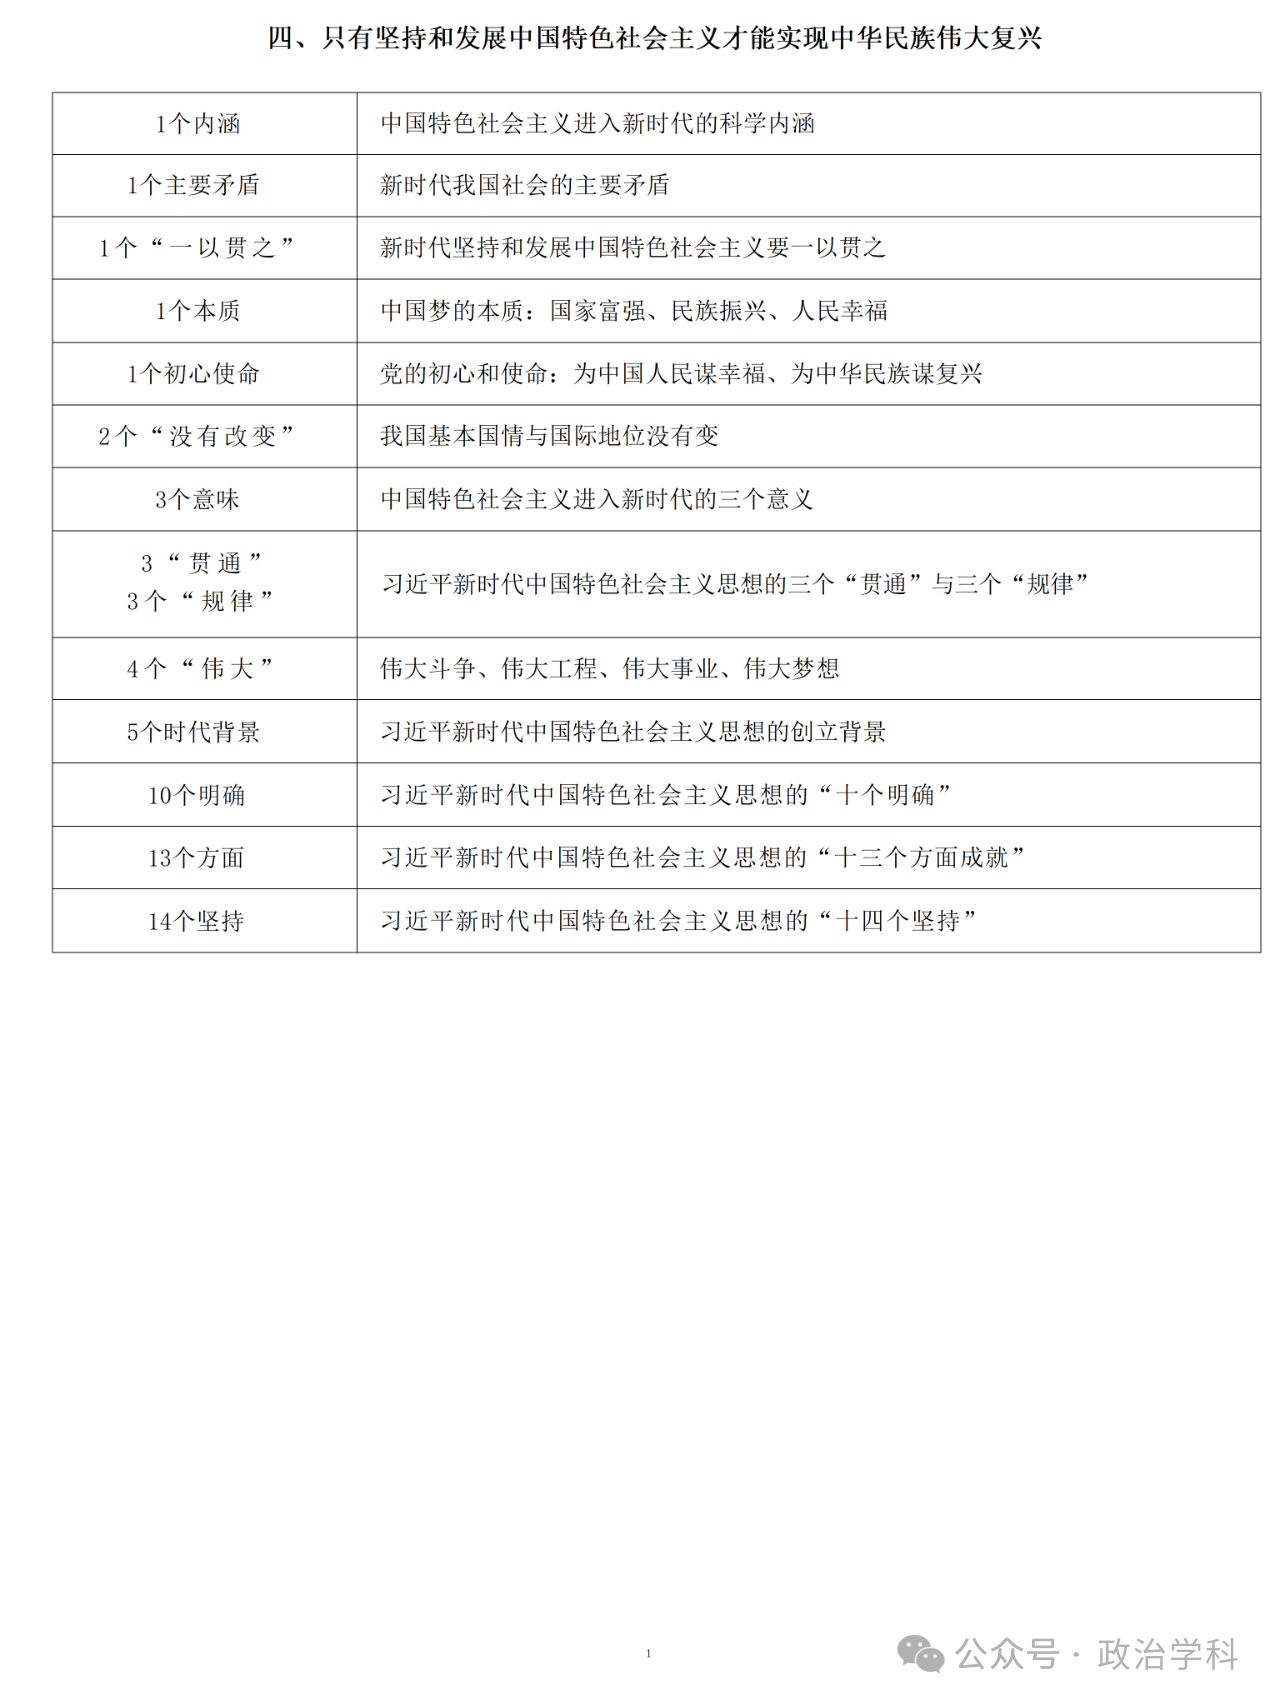 四、只有坚持和发展中国特色社会主义才能实现中华民族伟大复兴
1个内涵
中国特色社会主义进入新时代的科学内涵
1个主要矛盾
新时代我国社会的主要矛盾
1个“一以贯之”
新时代坚持和发展中国特色社会主义要一以贯之
1个本质
中国梦的本质：国家富强、民族振兴、人民幸福
1个初心使命
党的初心和使命：为中国人民谋幸福、为中华民族谋复兴
2个“没有改变”
我国基本国情与国际地位没有变
3个意味
中国特色社会主义进入新时代的三个意义
3“贯通”
3个“规律”
习近平新时代中国特色社会主义思想的三个“贯通”与三个“规律”
4个“伟大”
伟大斗争、伟大工程、伟大事业、伟大梦想
5个时代背景
习近平新时代中国特色社会主义思想的创立背景
10个明确
习近平新时代中国特色社会主义思想的“十个明确”
13个方面
习近平新时代中国特色社会主义思想的“十三个方面成就”
14个坚持
习近平新时代中国特色社会主义思想的“十四个坚持”
1
公众号·政治学科